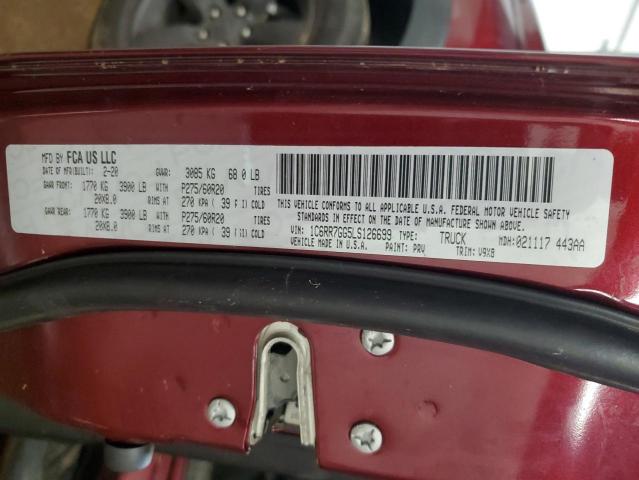 MFD BY FCA US LLC
DATE OF MFR(BUILT): 2-20 GVWR: 3085 KG 68 0 LB
GAWR FRONT: 1770 KG 3900 LB WITH P275/60R20 TIRES
20X8.0 RIMS AT 270 KPA ( 39 ) COLD
GAWR REAR: 1770 KG 3900 LB WITH P275/60R20 TIRES
20X8.0 RIMS AT 270 KPA ( 39 ) COLD
THIS VEHICLE CONFORMS TO ALL APPLICABLE U.S.A. FEDERAL MOTOR VEHICLE SAFETY
STANDARDS IN EFFECT ON THE DATE OF MANUFACTURE SHOWN ABOVE.
VIN: 1C6RR7GG5LS126699 TYPE: TRUCK MDH: 021117 443AA
VEHICLE MADE IN U.S.A. PAINT: PRV TRIM: V9X8